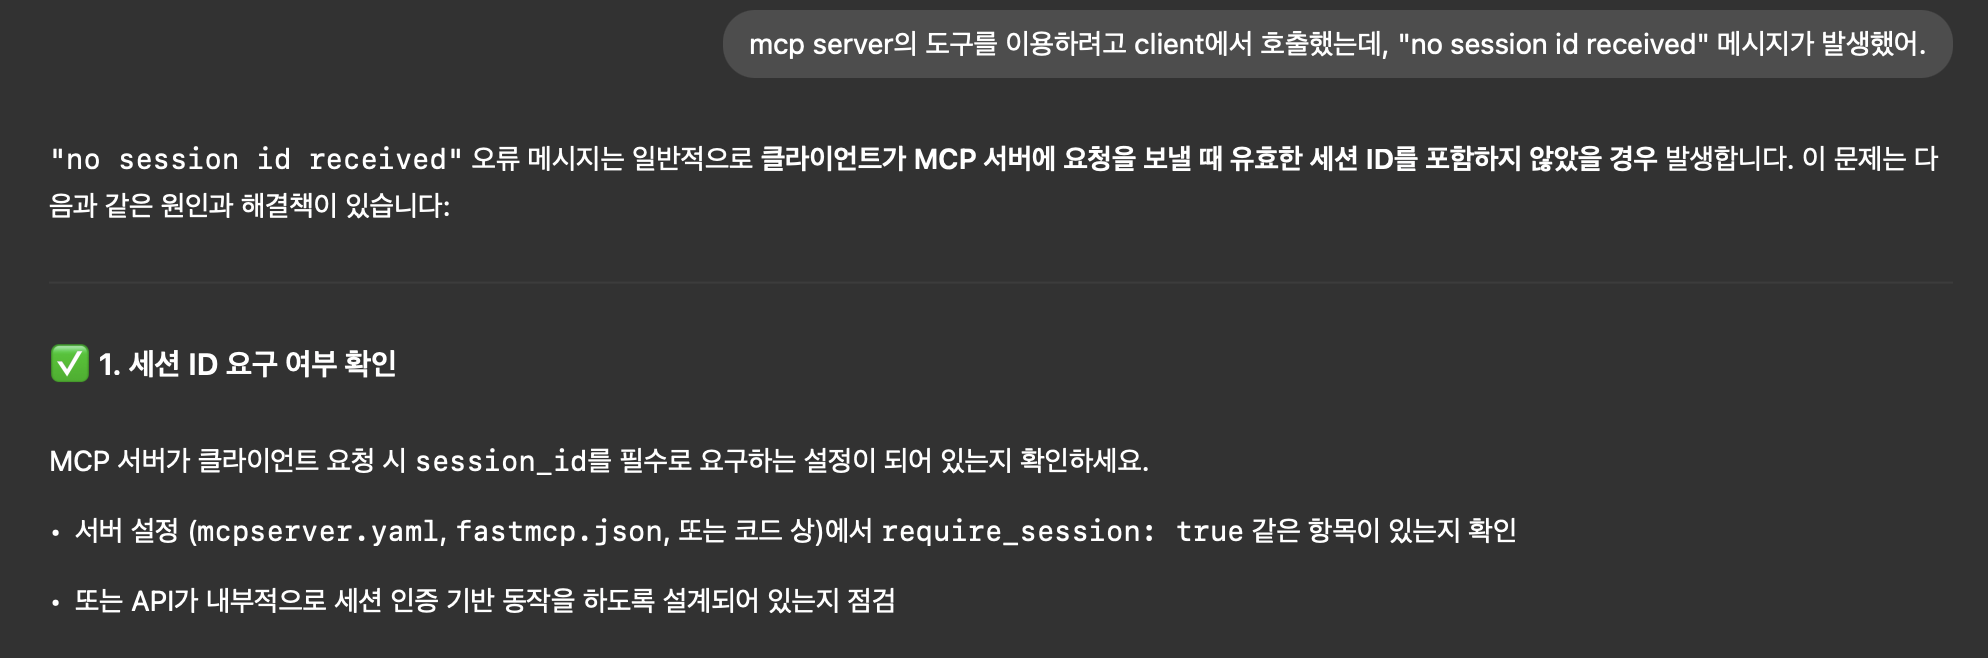 mcp server의 도구를 이용하려고 client에서 호출했는데, "no session id received" 메시지가 발생했어.
"no session id received" 오류 메시지는 일반적으로 클라이언트가 MCP 서버에 요청을 보낼 때 유효한 세션 ID를 포함하지 않았을 경우 발생합니다. 이 문제는 다
음과 같은 원인과 해결책이 있습니다:
✅ 1. 세션 ID 요구 여부 확인
MCP 서버가 클라이언트 요청 시 session_id를 필수로 요구하는 설정이 되어 있는지 확인하세요.
• 서버 설정 (mcpserver.yaml, fastmcp.json, 또는 코드 상)에서 require_session: true 같은 항목이 있는지 확인
• 또는 API가 내부적으로 세션 인증 기반 동작을 하도록 설계되어 있는지 점검